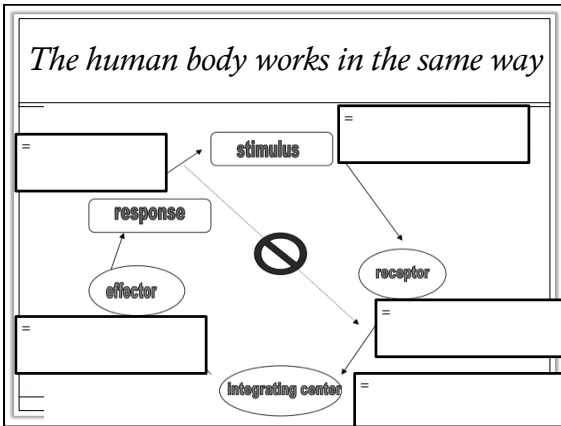 The human body works in the same way
=
stimulus
=
response
receptor
effector
=
=
integrating center
=